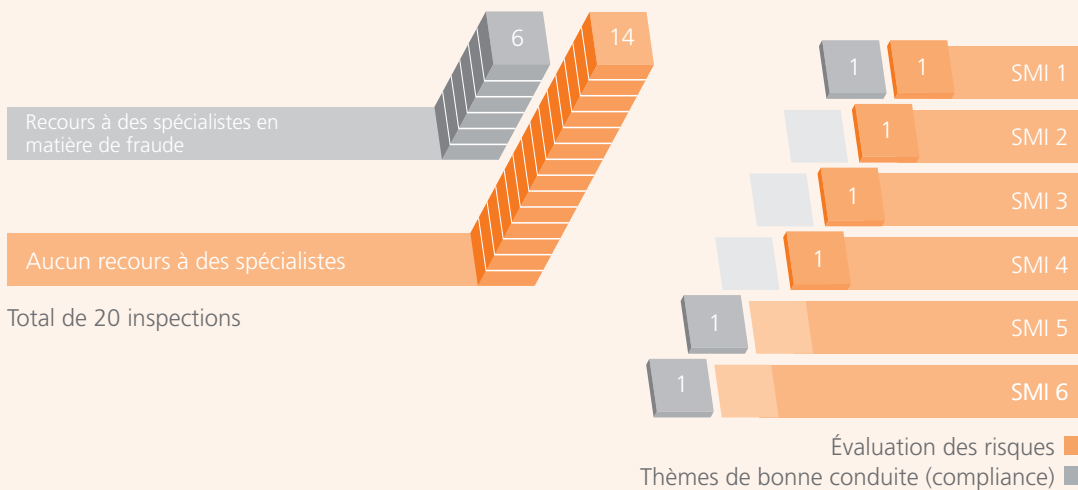 6
14
Recours à des spécialistes en
matière de fraude
Aucun recours à des spécialistes
Total de 20 inspections
1 1 SMI 1
1 SMI 2
1 SMI 3
1 SMI 4
1 SMI 5
1 SMI 6
Évaluation des risques
Thèmes de bonne conduite (compliance)